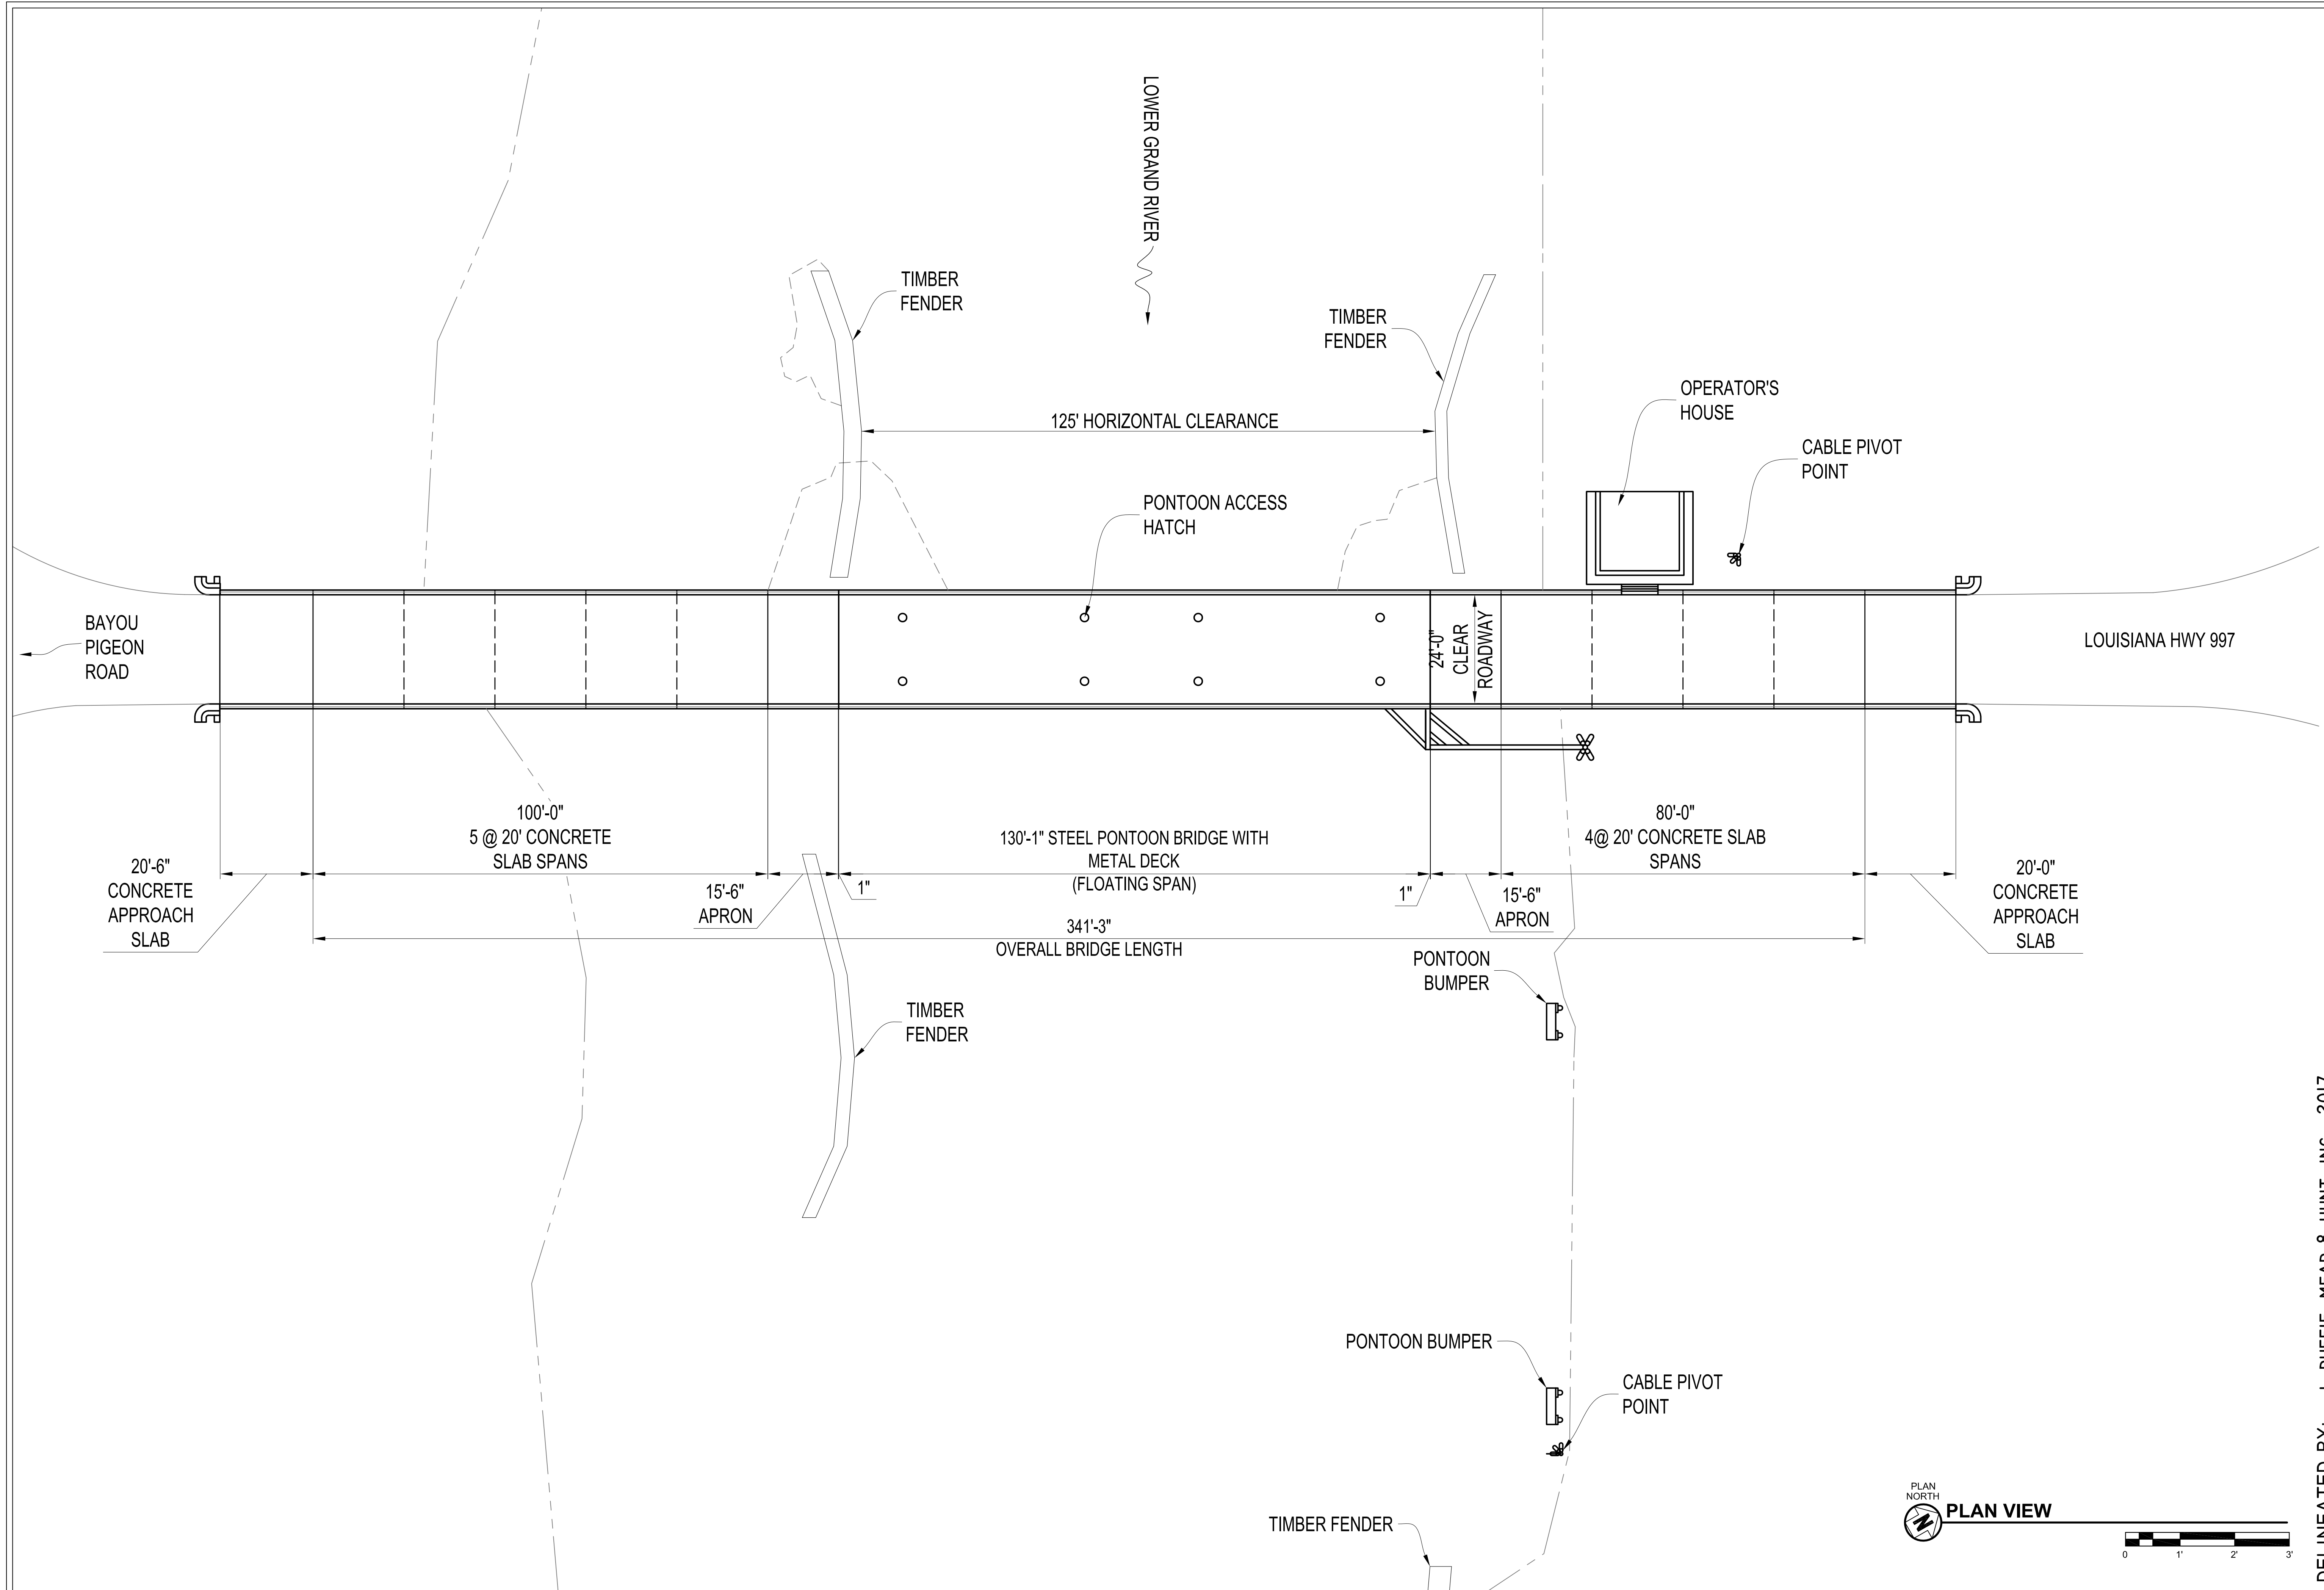 LOWER GRAND RIVER
TIMBER
FENDER
TIMBER
FENDER
125' HORIZONTAL CLEARANCE
OPERATOR'S
HOUSE
CABLE PIVOT
POINT
PONTOON ACCESS
HATCH
BAYOU
PIGEON
ROAD
24'-0"
CLEAR
ROADWAY
LOUISIANA HWY 997
20'-6"
CONCRETE
APPROACH
SLAB
100'-0"
5 @ 20' CONCRETE
SLAB SPANS
15'-6"
APRON
1"
130'-1" STEEL PONTOON BRIDGE WITH
METAL DECK
(FLOATING SPAN)
1"
15'-6"
APRON
80'-0"
4@ 20' CONCRETE SLAB
SPANS
20'-0"
CONCRETE
APPROACH
SLAB
341'-3"
OVERALL BRIDGE LENGTH
PONTOON
BUMPER
TIMBER
FENDER
PONTOON BUMPER
CABLE PIVOT
POINT
TIMBER FENDER
PLAN
NORTH
N
PLAN VIEW
0 1' 2' 3'